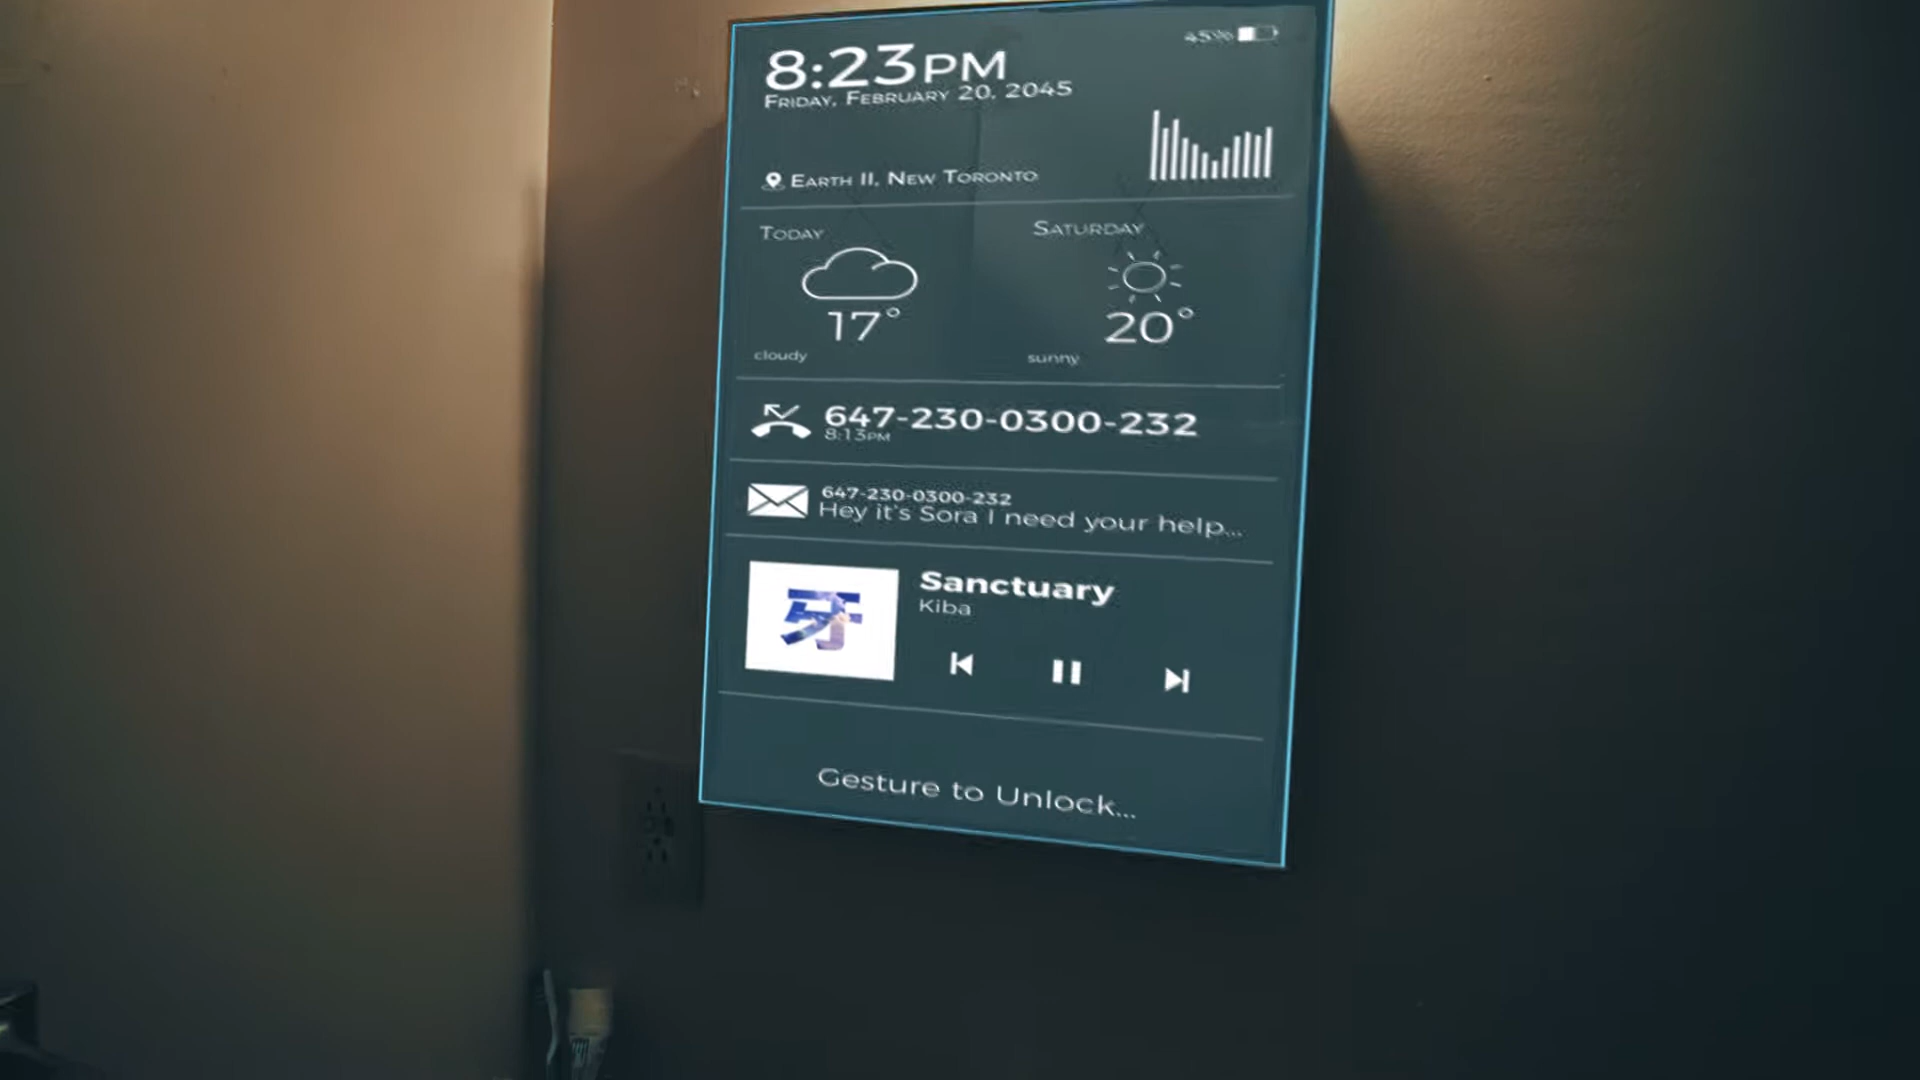 45%
8:23PM
Friday, February 20, 2045
Earth II, New Toronto
Today
Saturday
17°
20°
cloudy
sunny
647-230-0300-232
8:13PM
647-230-0300-232
Hey it's Sora I need your help...
牙
Sanctuary
Kiba
Gesture to Unlock...